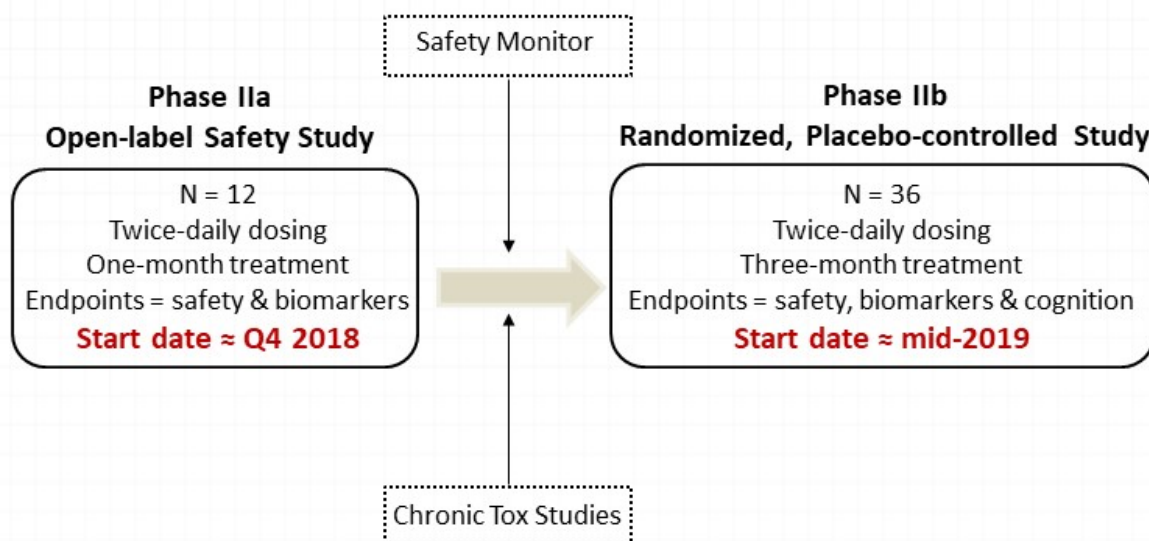 Safety Monitor
Phase IIa
Open-label Safety Study
N = 12
Twice-daily dosing
One-month treatment
Endpoints = safety & biomarkers
Start date ≈ Q4 2018
Phase IIb
Randomized, Placebo-controlled Study
N = 36
Twice-daily dosing
Three-month treatment
Endpoints = safety, biomarkers & cognition
Start date ≈ mid-2019
Chronic Tox Studies